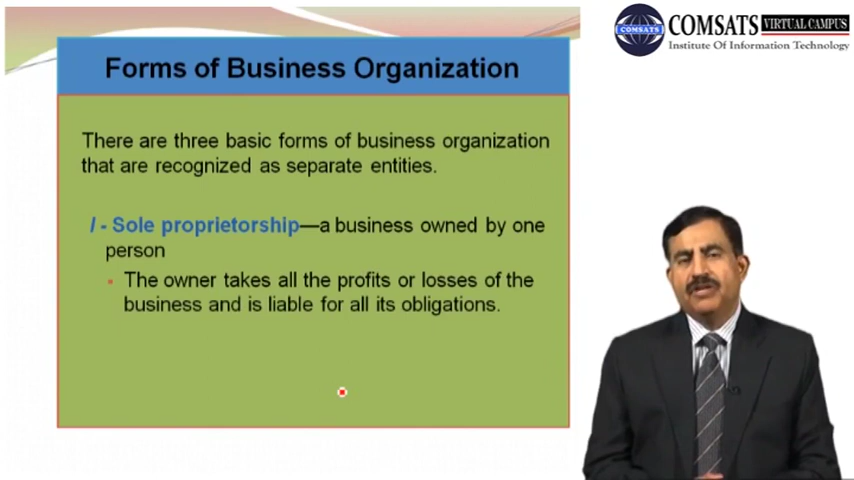 COMSATS VIRTUAL CAMPUS
COMSATS
Institute Of Information Technology
Forms of Business Organization
There are three basic forms of business organization
that are recognized as separate entities.
I - Sole proprietorship—a business owned by one
person
The owner takes all the profits or losses of the
business and is liable for all its obligations.